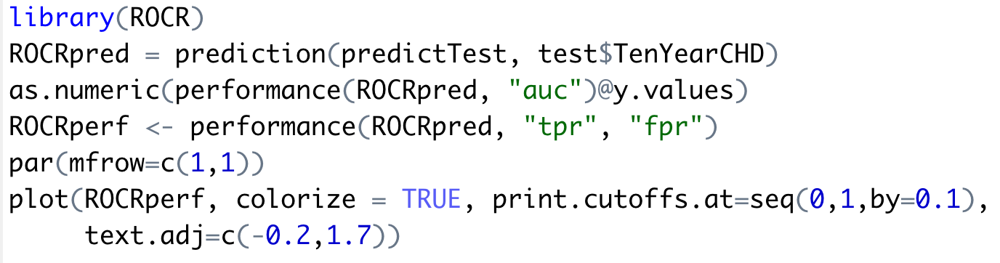 library(ROCR)
ROCRpred = prediction(predictTest, test$TenYearCHD)
as.numeric(performance(ROCRpred, "auc")@y.values)
ROCRperf <- performance(ROCRpred, "tpr", "fpr")
par(mfrow=c(1,1))
plot(ROCRperf, colorize = TRUE, print.cutoffs.at=seq(0,1,by=0.1),
     text.adj=c(-0.2,1.7))